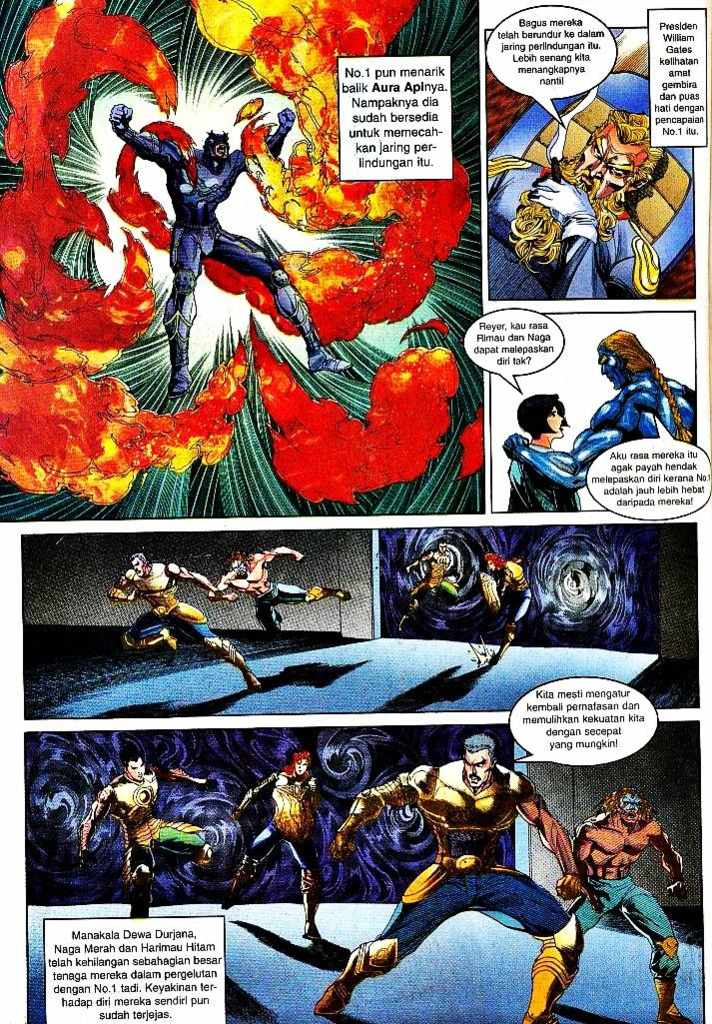 No.1 pun menarik
balik Aura Apinya.
Nampaknya dia
sudah bersedia
untuk memecah-
kan jaring per-
lindungan itu.
Bagus mereka
telah berundur ke dalam
jaring perlindungan itu.
Lebih senang kita
menangkapnya
nanti!
Presiden
William
Gates
kelihatan
amat
gembira
dan puas
hati dengan
pencapaian
No.1 itu.
Reyer, kau rasa
Rimau dan Naga
dapat melepaskan
diri tak?
Aku rasa mereka itu
agak payah hendak
melepaskan diri kerana No.1
adalah jauh lebih hebat
daripada mereka!
Kita mesti mengatur
kembali pernafasan dan
memulihkan kekuatan kita
dengan secepat
yang mungkin!
Manakala Dewa Durjana,
Naga Merah dan Harimau Hitam
telah kehilangan sebahagian besar
tenaga mereka dalam pergelutan
dengan No.1 tadi. Keyakinan ter-
hadap diri mereka sendiri pun
sudah terjejas.